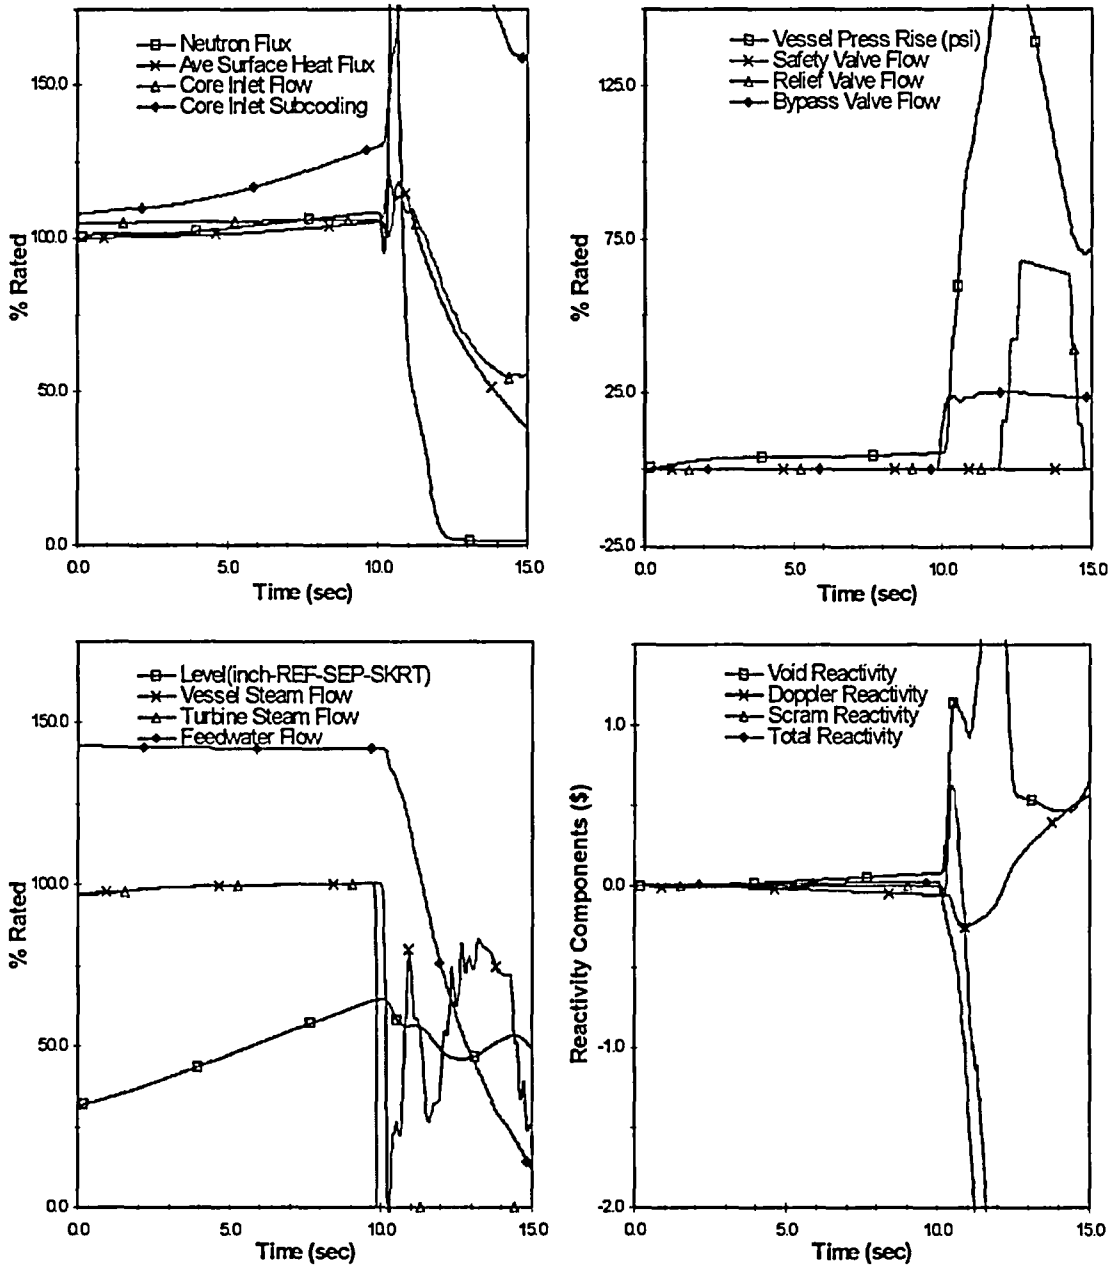 Neutron Flux
Ave Surface Heat Flux
Core Inlet Flow
Core Inlet Subcooling
150.0
100.0
50.0
0.0
% Rated
0.0 5.0 10.0 15.0
Time (sec)
Vessel Press Rise (psi)
Safety Valve Flow
Relief Valve Flow
Bypass Valve Flow
125.0
75.0
25.0
-25.0
% Rated
0.0 5.0 10.0 15.0
Time (sec)
Level(inch-REF-SEP-SKRT)
Vessel Steam Flow
Turbine Steam Flow
Feedwater Flow
150.0
100.0
50.0
0.0
% Rated
0.0 5.0 10.0 15.0
Time (sec)
Void Reactivity
Doppler Reactivity
Scram Reactivity
Total Reactivity
1.0
0.0
-1.0
-2.0
Reactivity Components ($)
0.0 5.0 10.0 15.0
Time (sec)